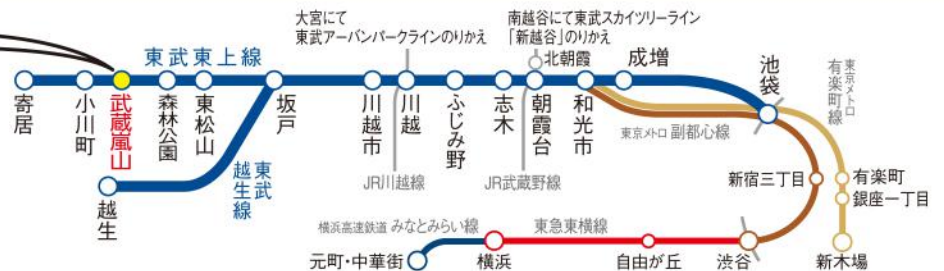 大宮にて
東武アーバンパークラインのりかえ
南越谷にて東武スカイツリーライン
「新越谷」のりかえ
北朝霞
東武東上線
成増
池袋
東京メトロ
有楽町線
寄居
小川町
武蔵嵐山
森林公園
東松山
坂戸
川越市
川越
ふじみ野
志木
朝霞台
和光市
東京メトロ 副都心線
JR川越線
JR武蔵野線
東武
越生線
越生
新宿三丁目
有楽町
銀座一丁目
新木場
横浜高速鉄道 みなとみらい線
東急東横線
元町・中華街
横浜
自由が丘
渋谷